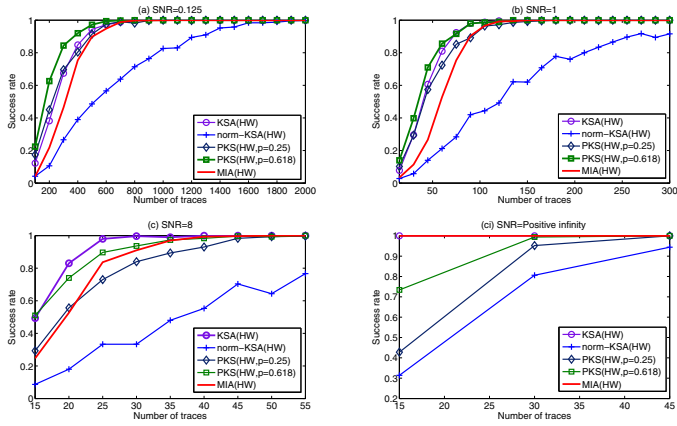 (a) SNR=0.125
Success rate
1
0.8
0.6
0.4
0.2
0
200 400 600 800 1000 1200 1400 1600 1800 2000
Number of traces
KSA(HW)
norm-KSA(HW)
PKS(HW,p=0.25)
PKS(HW,p=0.618)
MIA(HW)
(b) SNR=1
Success rate
1
0.8
0.6
0.4
0.2
0
50 100 150 200 250 300
Number of traces
KSA(HW)
norm-KSA(HW)
PKS(HW,p=0.25)
PKS(HW,p=0.618)
MIA(HW)
(c) SNR=8
Success rate
1
0.8
0.6
0.4
0.2
0
15 20 25 30 35 40 45 50 55
Number of traces
KSA(HW)
norm-KSA(HW)
PKS(HW,p=0.25)
PKS(HW,p=0.618)
MIA(HW)
(ci) SNR=Positive infinity
Success rate
1
0.9
0.8
0.7
0.6
0.5
0.4
0.3
0.2
15 20 25 30 35 40 45
Number of traces
KSA(HW)
norm-KSA(HW)
PKS(HW,p=0.25)
PKS(HW,p=0.618)
MIA(HW)